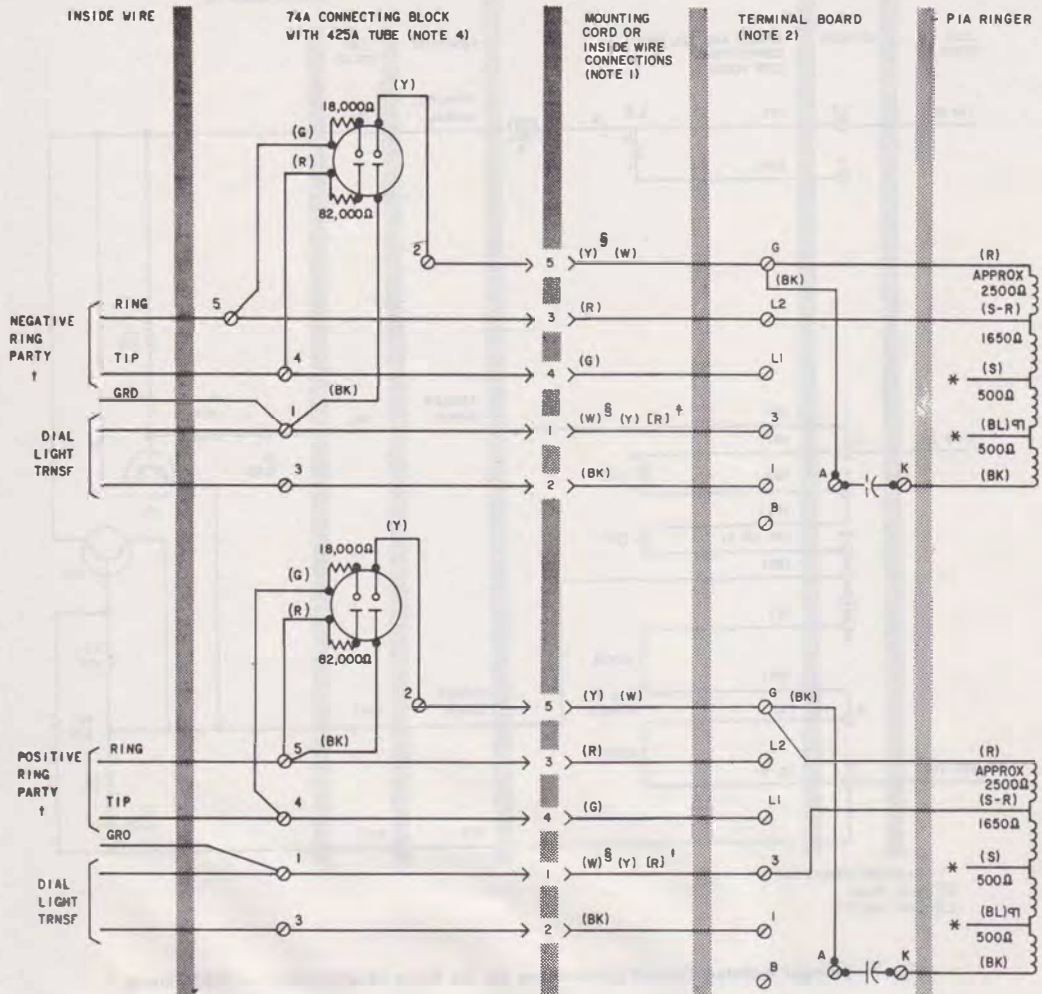 INSIDE WIRE
74A CONNECTING BLOCK
WITH 425A TUBE (NOTE 4)
MOUNTING
CORD OR
INSIDE WIRE
CONNECTIONS
(NOTE 1)
TERMINAL BOARD
(NOTE 2)
P1A RINGER
(Y)
18,000Ω
(G)
(R)
82,000Ω
2
5
(Y)§ (W)
G
(R)
(BK)
APPROX
2500Ω
NEGATIVE
RING
PARTY
†
RING
5
3
(R)
L2
(S-R)
1650Ω
TIP
4
4
(G)
L1
* (S)
500Ω
GRD
(BK)
DIAL
LIGHT
TRNSF
1
1
(W)§ (Y) [R]‡
3
* (BL)¶
500Ω
3
2
(BK)
1
A
K
(BK)
B
(Y)
18,000Ω
(G)
(R)
82,000Ω
2
5
(Y) (W)
G
(BK)
POSITIVE
RING
PARTY
†
RING
5
(BK)
3
(R)
L2
(R)
APPROX
2500Ω
(S-R)
TIP
4
4
(G)
L1
1650Ω
GRD
DIAL
LIGHT
TRNSF
1
1
(W)§ (Y) [R]‡
3
* (S)
500Ω
3
2
(BK)
1
* (BL)¶
500Ω
B
A
K
(BK)